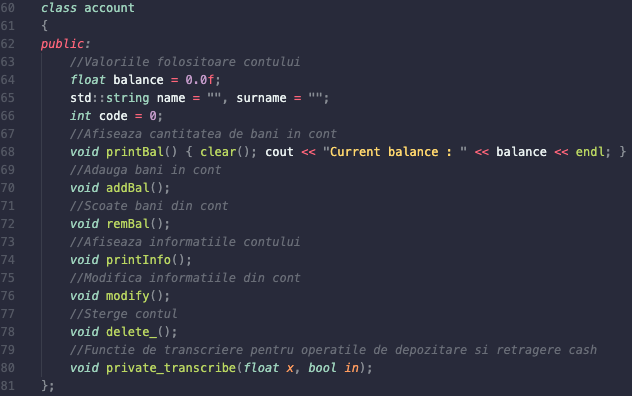 60 class account
61 {
62 public:
63 //Valoriile folositoare contului
64 float balance = 0.0f;
65 std::string name = "", surname = "";
66 int code = 0;
67 //Afiseaza cantitatea de bani in cont
68 void printBal() { clear(); cout << "Current balance : " << balance << endl; }
69 //Adauga bani in cont
70 void addBal();
71 //Scoate bani din cont
72 void remBal();
73 //Afiseaza informatiile contului
74 void printInfo();
75 //Modifica informatiile din cont
76 void modify();
77 //Sterge contul
78 void delete_();
79 //Functie de transcriere pentru operatile de depozitare si retragere cash
80 void private_transcribe(float x, bool in);
81 };